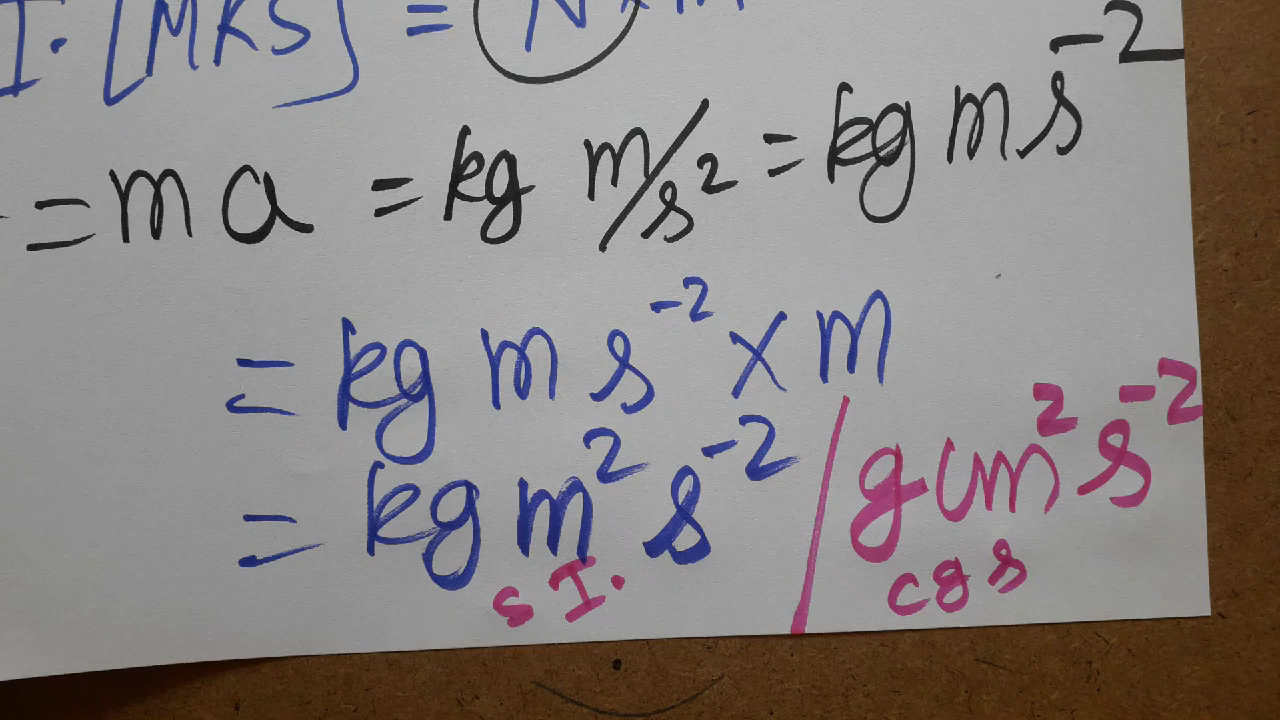 I. [MKS] = N x m
= m a = kg m/s² = kg m s⁻²
= kg m s⁻² × m
= kg m² s⁻² / g cm² s⁻²
S I. cgs